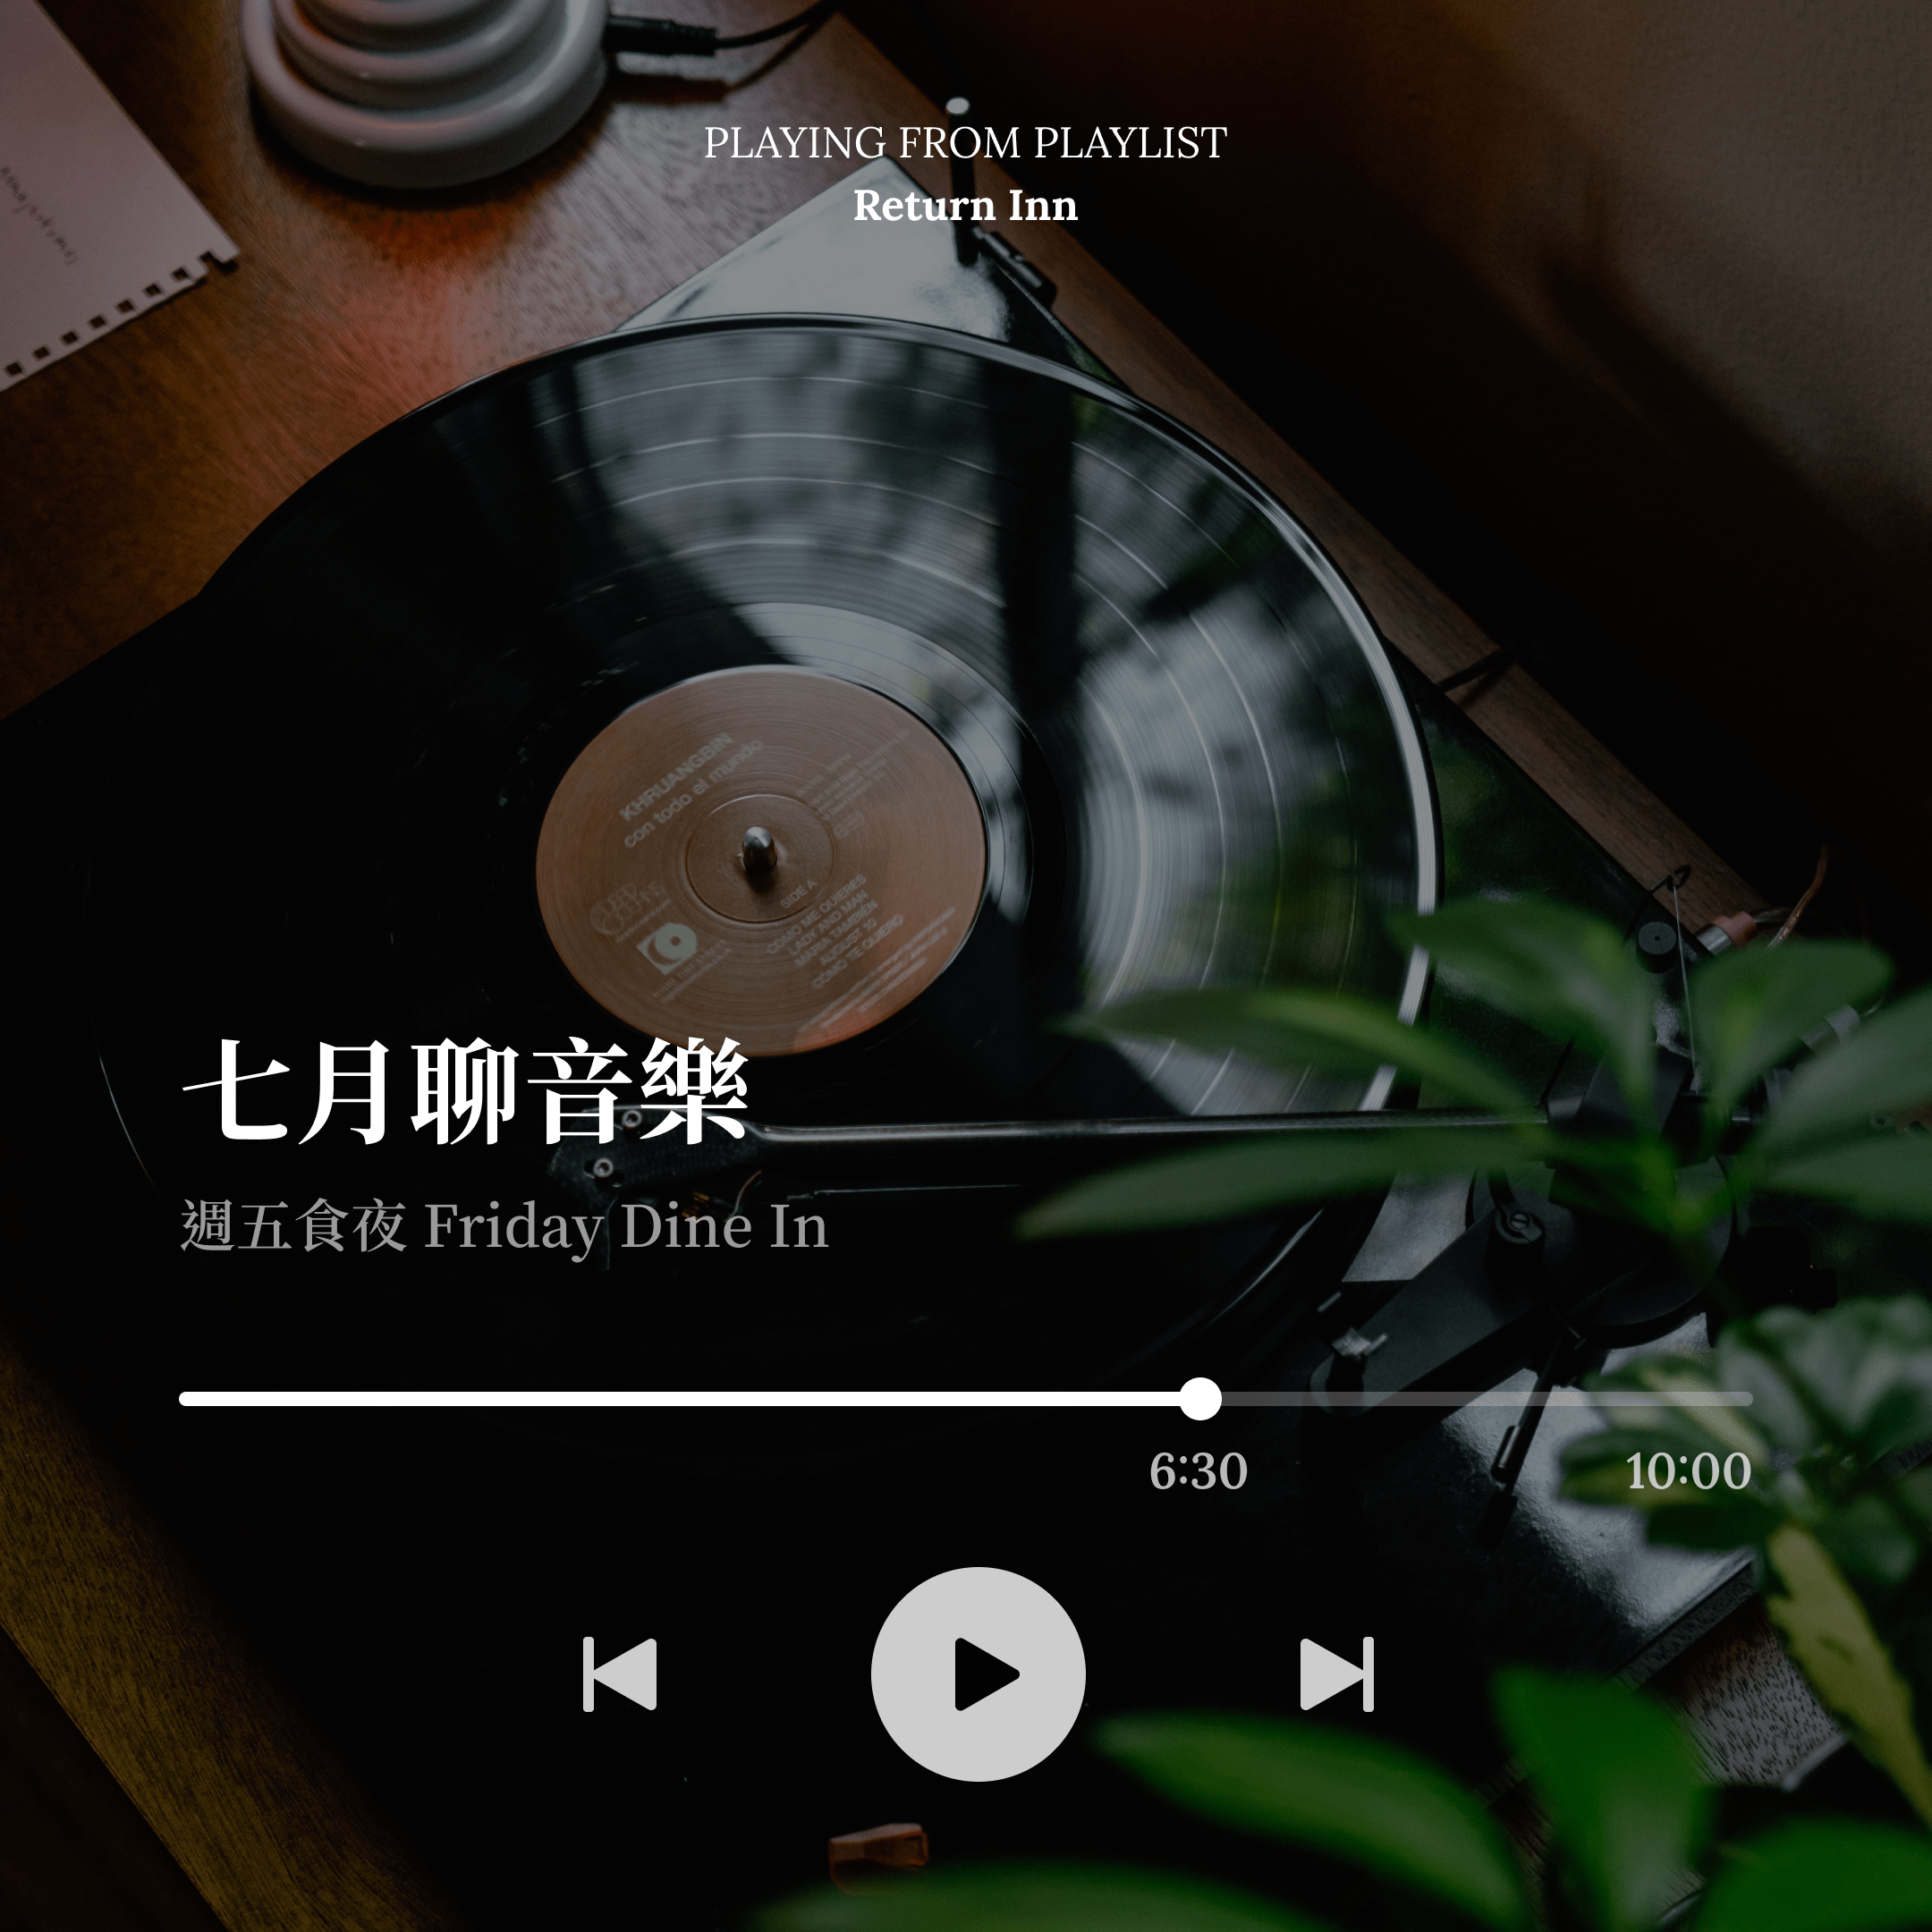 PLAYING FROM PLAYLIST
Return Inn
KHRUANGBIN
con todo el mundo
SIDE A
COMO ME QUIERES
LADY AND MAN
MARIA TAMBIÉN
AUGUST 10
COMO TE QUIERO
七月聊音樂
週五食夜 Friday Dine In
6:30
10:00